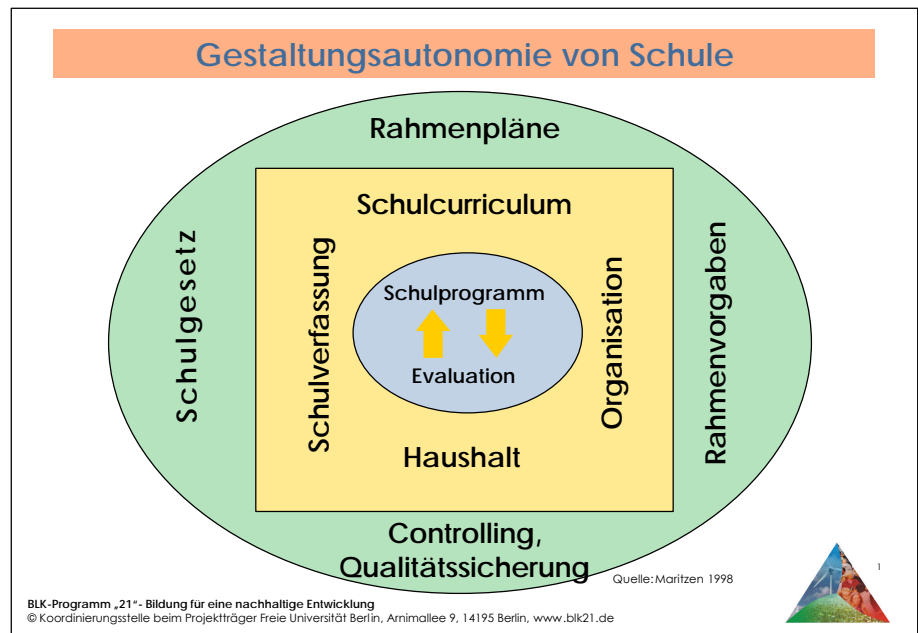 Gestaltungsautonomie von Schule
Rahmenpläne
Schulcurriculum
Schulgesetz
Schulverfassung
Schulprogramm
Evaluation
Organisation
Rahmenvorgaben
Haushalt
Controlling,
Qualitätssicherung
Quelle: Maritzen 1998
1
BLK-Programm „21“- Bildung für eine nachhaltige Entwicklung
© Koordinierungsstelle beim Projektträger Freie Universität Berlin, Arnimallee 9, 14195 Berlin, www.blk21.de